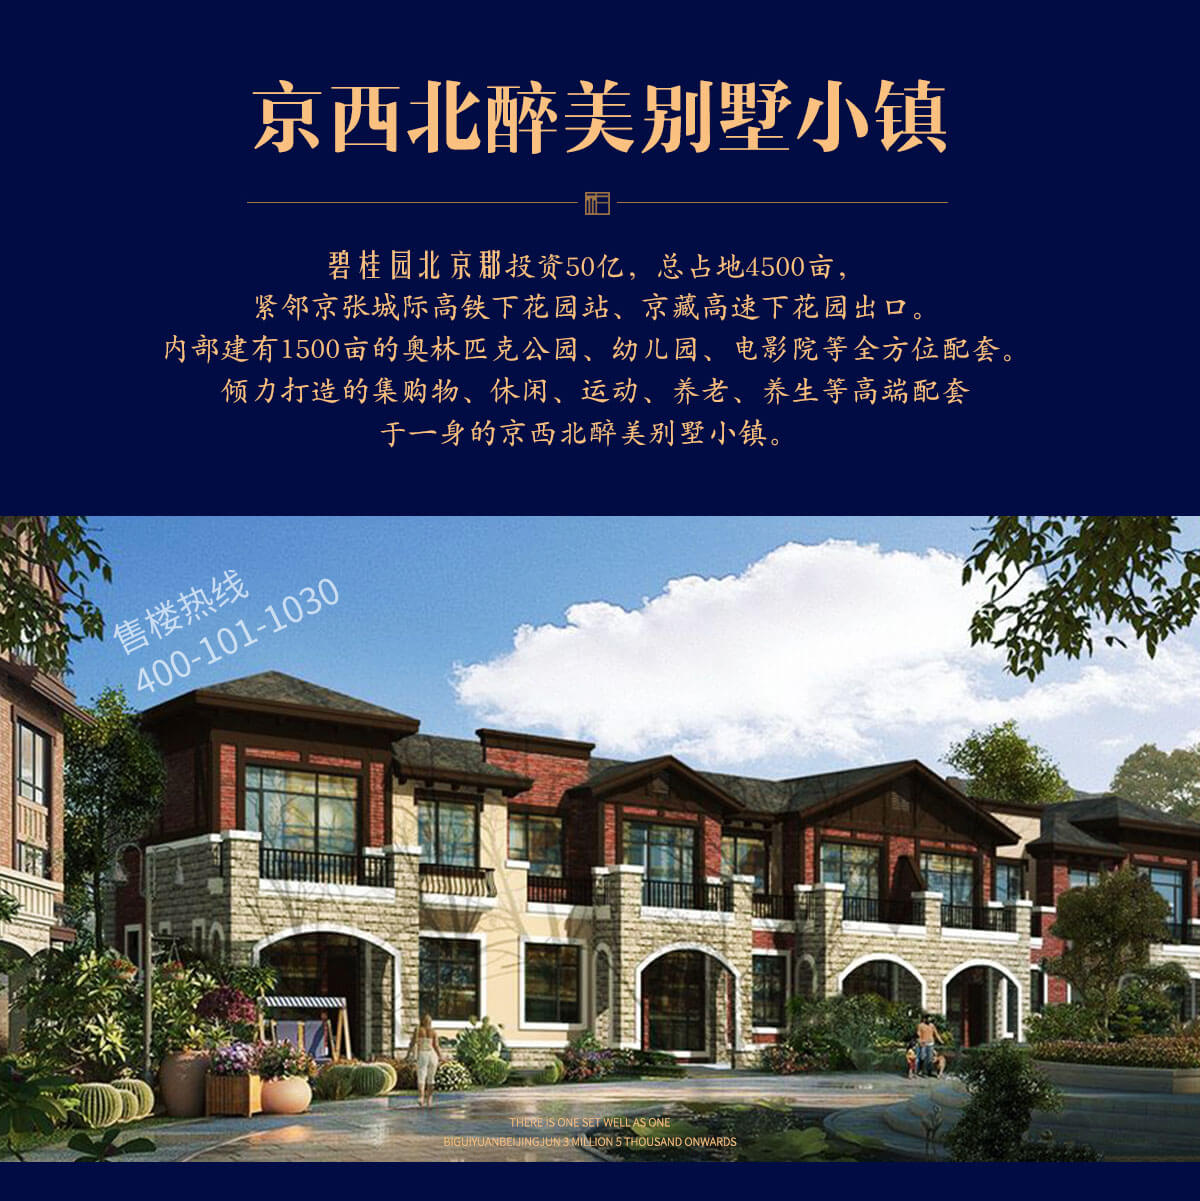 京西北醉美别墅小镇
碧桂园北京郡投资50亿，总占地4500亩，
紧邻京张城际高铁下花园站、京藏高速下花园出口。
内部建有1500亩的奥林匹克公园、幼儿园、电影院等全方位配套。
倾力打造的集购物、休闲、运动、养老、养生等高端配套
于一身的京西北醉美别墅小镇。
售楼热线
400-101-1030
THERE IS ONE SET WELL AS ONE
BIGUIYUANBEIJINGJUN 3 MILLION 5 THOUSAND ONWARDS